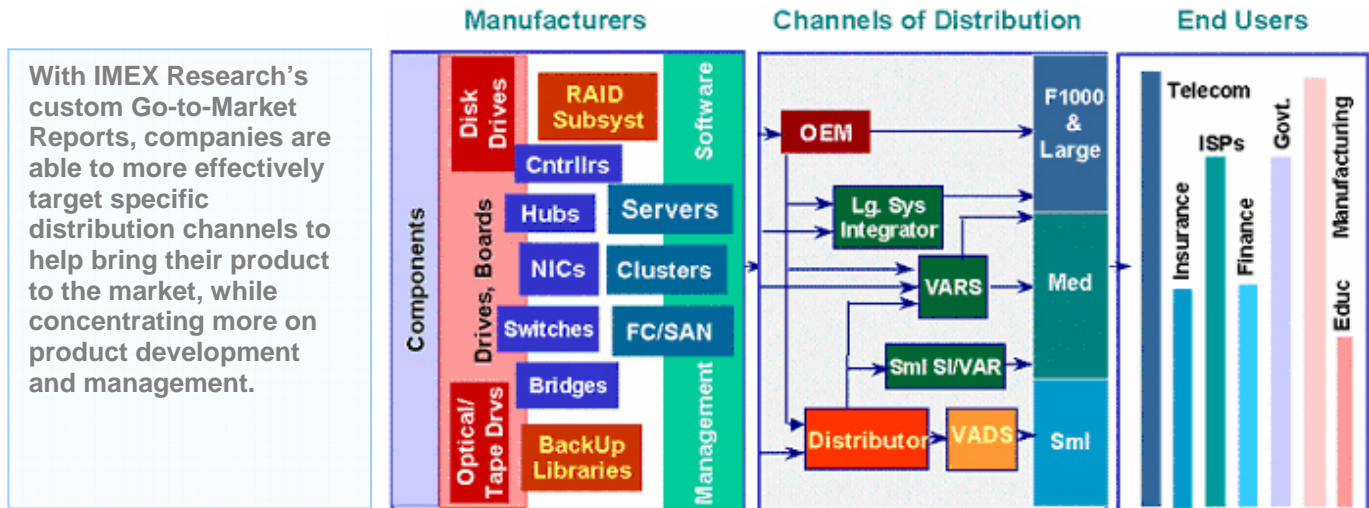 Manufacturers
Channels of Distribution
End Users
With IMEX Research's
custom Go-to-Market
Reports, companies are
able to more effectively
target specific
distribution channels to
help bring their product
to the market, while
concentrating more on
product development
and management.
Components
Disk
Drives
Drives, Boards
Optical/
Tape Drvs
RAID
Subsyst
Cntrllrs
Hubs
NICs
Switches
Bridges
BackUp
Libraries
Servers
Clusters
FC/SAN
Software
Management
OEM
Lg. Sys
Integrator
VARS
Sml SI/VAR
Distributor
VADS
F1000
&
Large
Med
Sml
Telecom
Insurance
ISPs
Finance
Govt.
Manufacturing
Educ